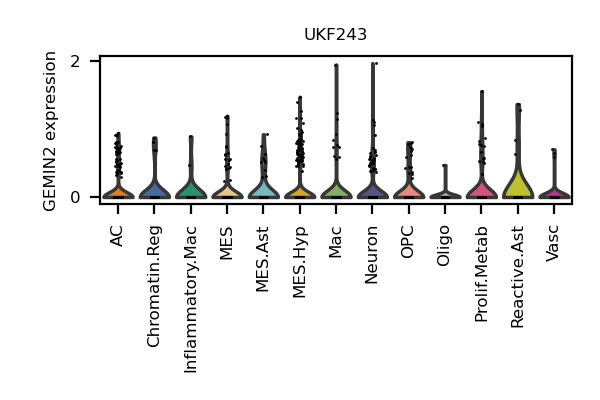 UKF243
GEMIN2 expression
2
0
AC
Chromatin.Reg
Inflammatory.Mac
MES
MES.Ast
MES.Hyp
Mac
Neuron
OPC
Oligo
Prolif.Metab
Reactive.Ast
Vasc